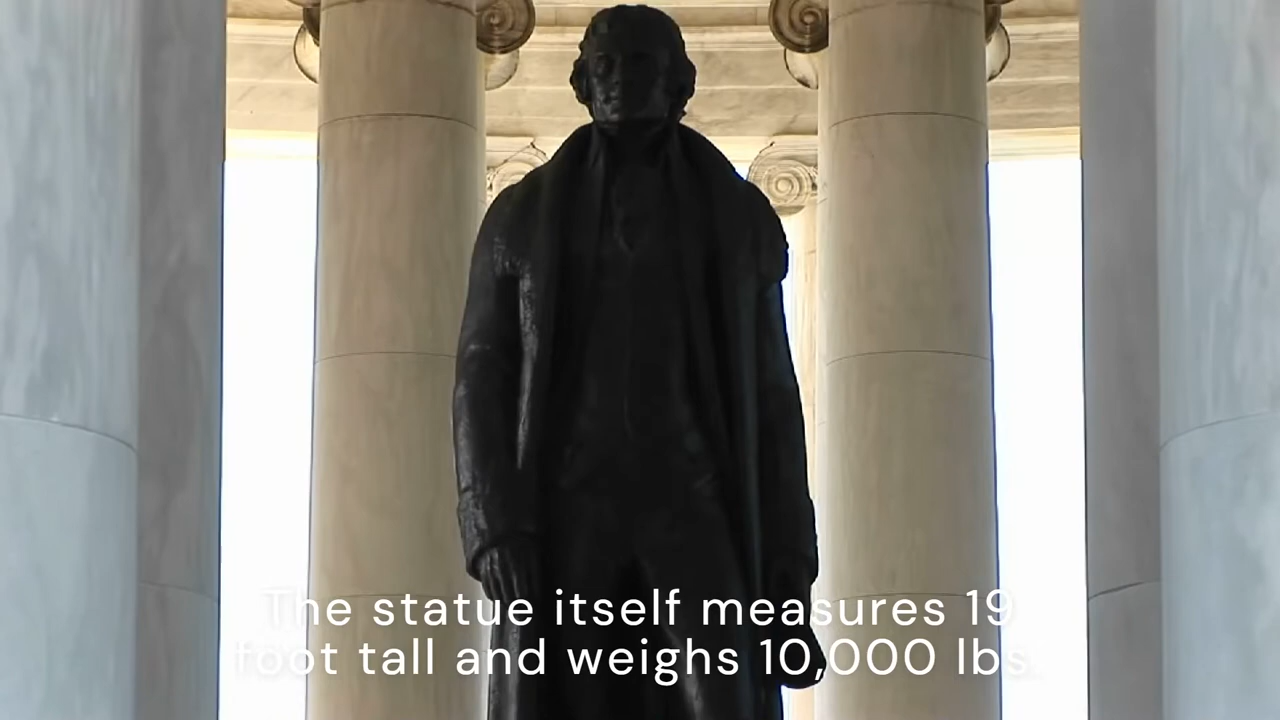 The statue itself measures 19
foot tall and weighs 10,000 lbs.